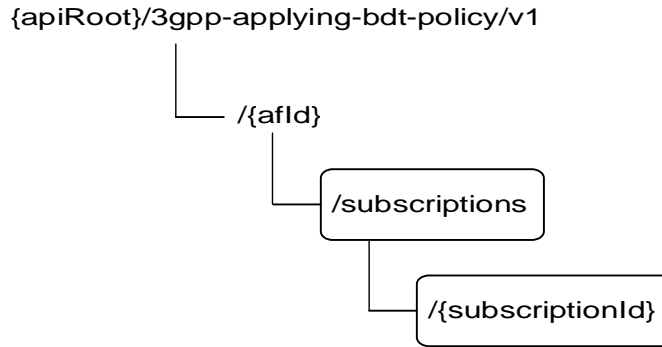 {apiRoot}/3gpp-applying-bdt-policy/v1
/{afId}
/subscriptions
/{subscriptionId}